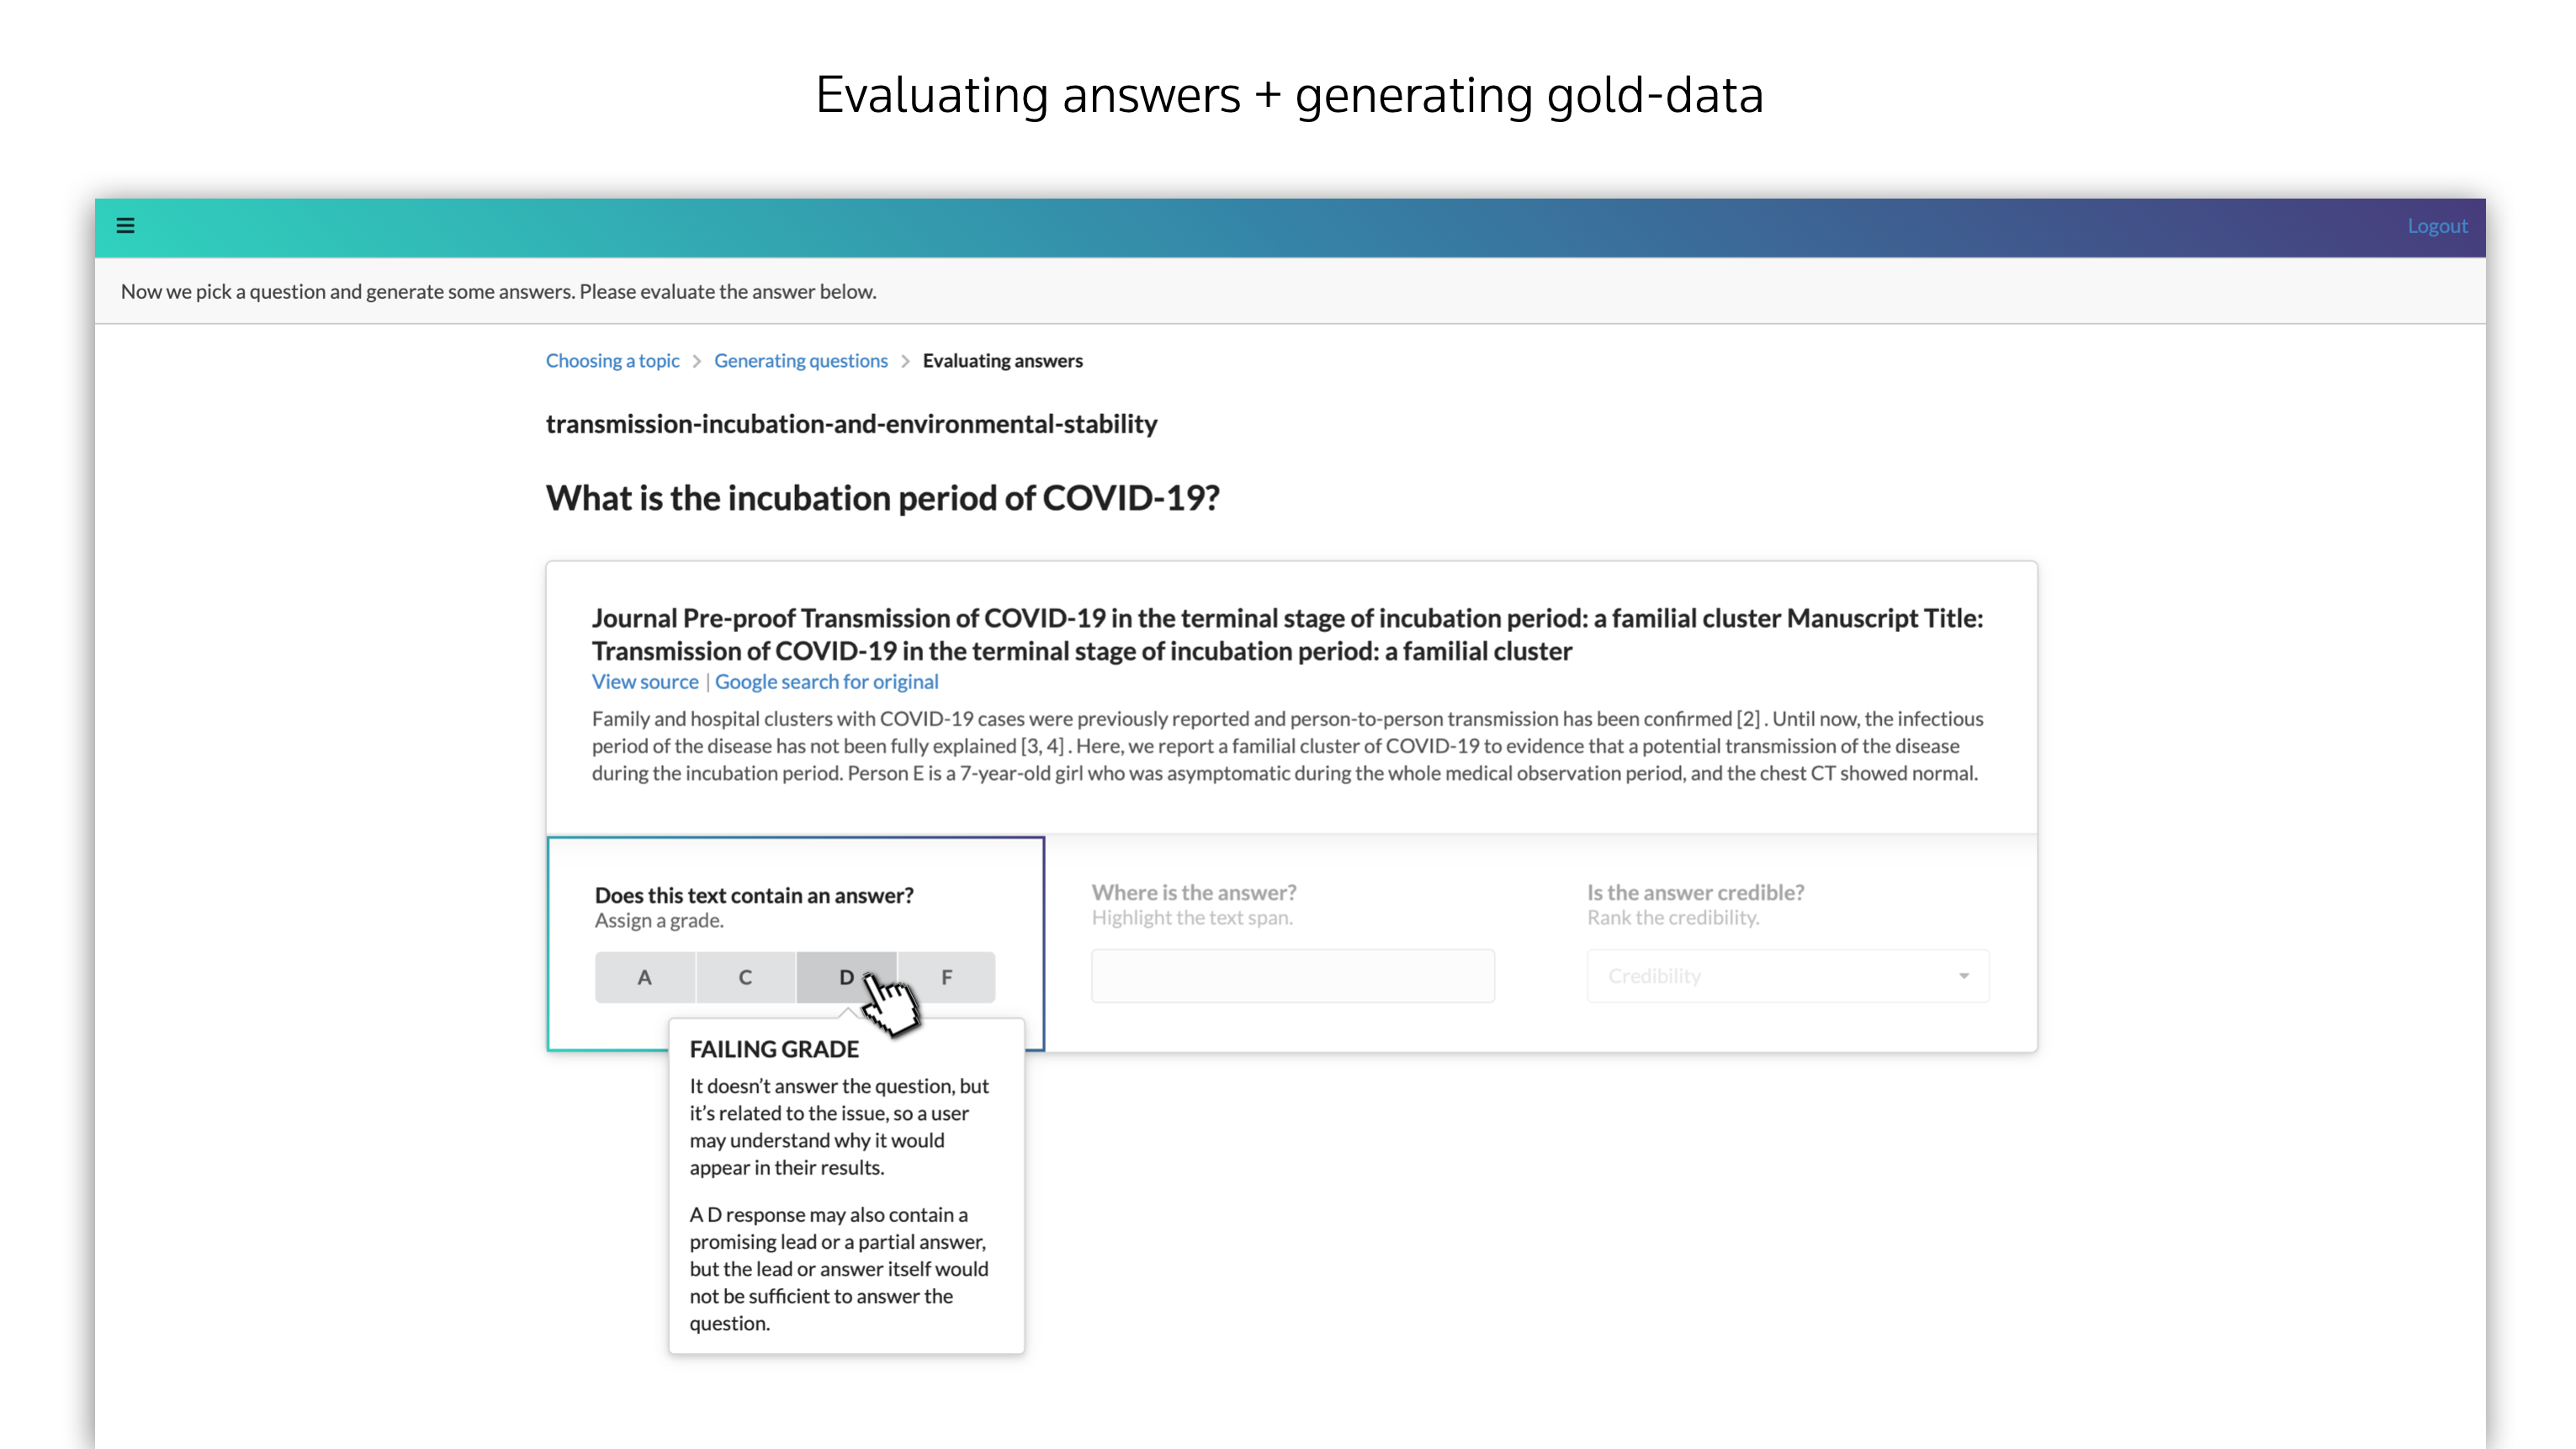 Evaluating answers + generating gold-data
Logout
Now we pick a question and generate some answers. Please evaluate the answer below.
Choosing a topic > Generating questions > Evaluating answers
transmission-incubation-and-environmental-stability
What is the incubation period of COVID-19?
Journal Pre-proof Transmission of COVID-19 in the terminal stage of incubation period: a familial cluster Manuscript Title:
Transmission of COVID-19 in the terminal stage of incubation period: a familial cluster
View source | Google search for original
Family and hospital clusters with COVID-19 cases were previously reported and person-to-person transmission has been confirmed [2] . Until now, the infectious
period of the disease has not been fully explained [3, 4] . Here, we report a familial cluster of COVID-19 to evidence that a potential transmission of the disease
during the incubation period. Person E is a 7-year-old girl who was asymptomatic during the whole medical observation period, and the chest CT showed normal.
Does this text contain an answer?
Assign a grade.
A C D F
Where is the answer?
Highlight the text span.
Is the answer credible?
Rank the credibility.
Credibility
FAILING GRADE
It doesn't answer the question, but
it's related to the issue, so a user
may understand why it would
appear in their results.
A D response may also contain a
promising lead or a partial answer,
but the lead or answer itself would
not be sufficient to answer the
question.